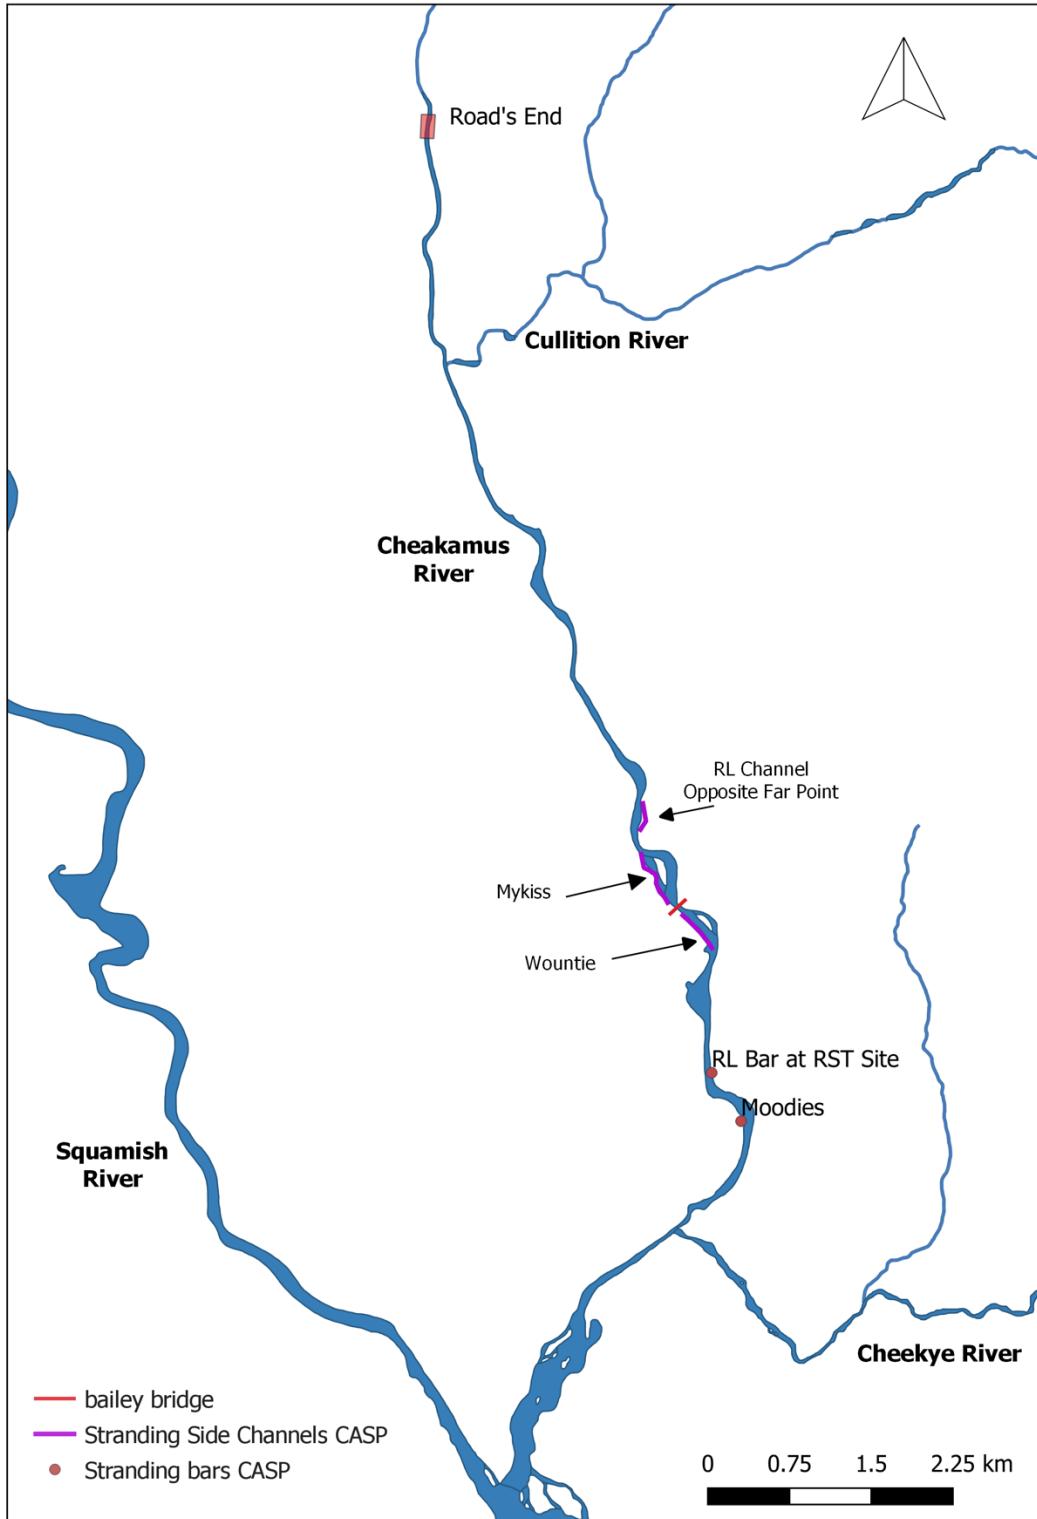 Road's End
Cullition River
Cheakamus
River
RL Channel
Opposite Far Point
Mykiss
Wountie
RL Bar at RST Site
Moodies
Squamish
River
Cheekye River
bailey bridge
Stranding Side Channels CASP
Stranding bars CASP
0 0.75 1.5 2.25 km